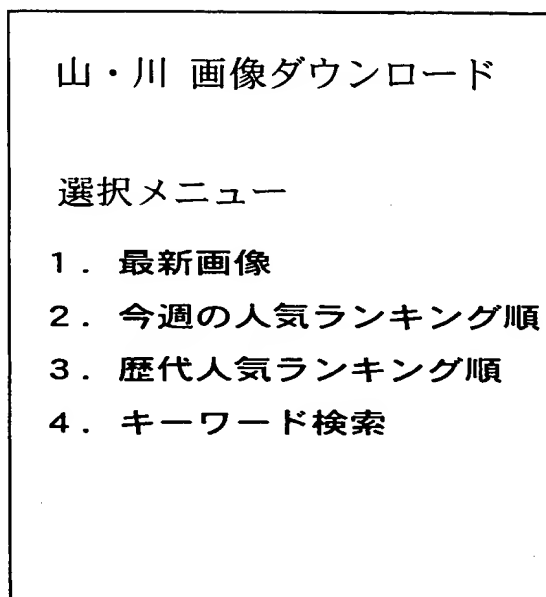 山・川 画像ダウンロード
選択メニュー
1. 最新画像
2. 今週の人気ランキング順
3. 歴代人気ランキング順
4. キーワード検索